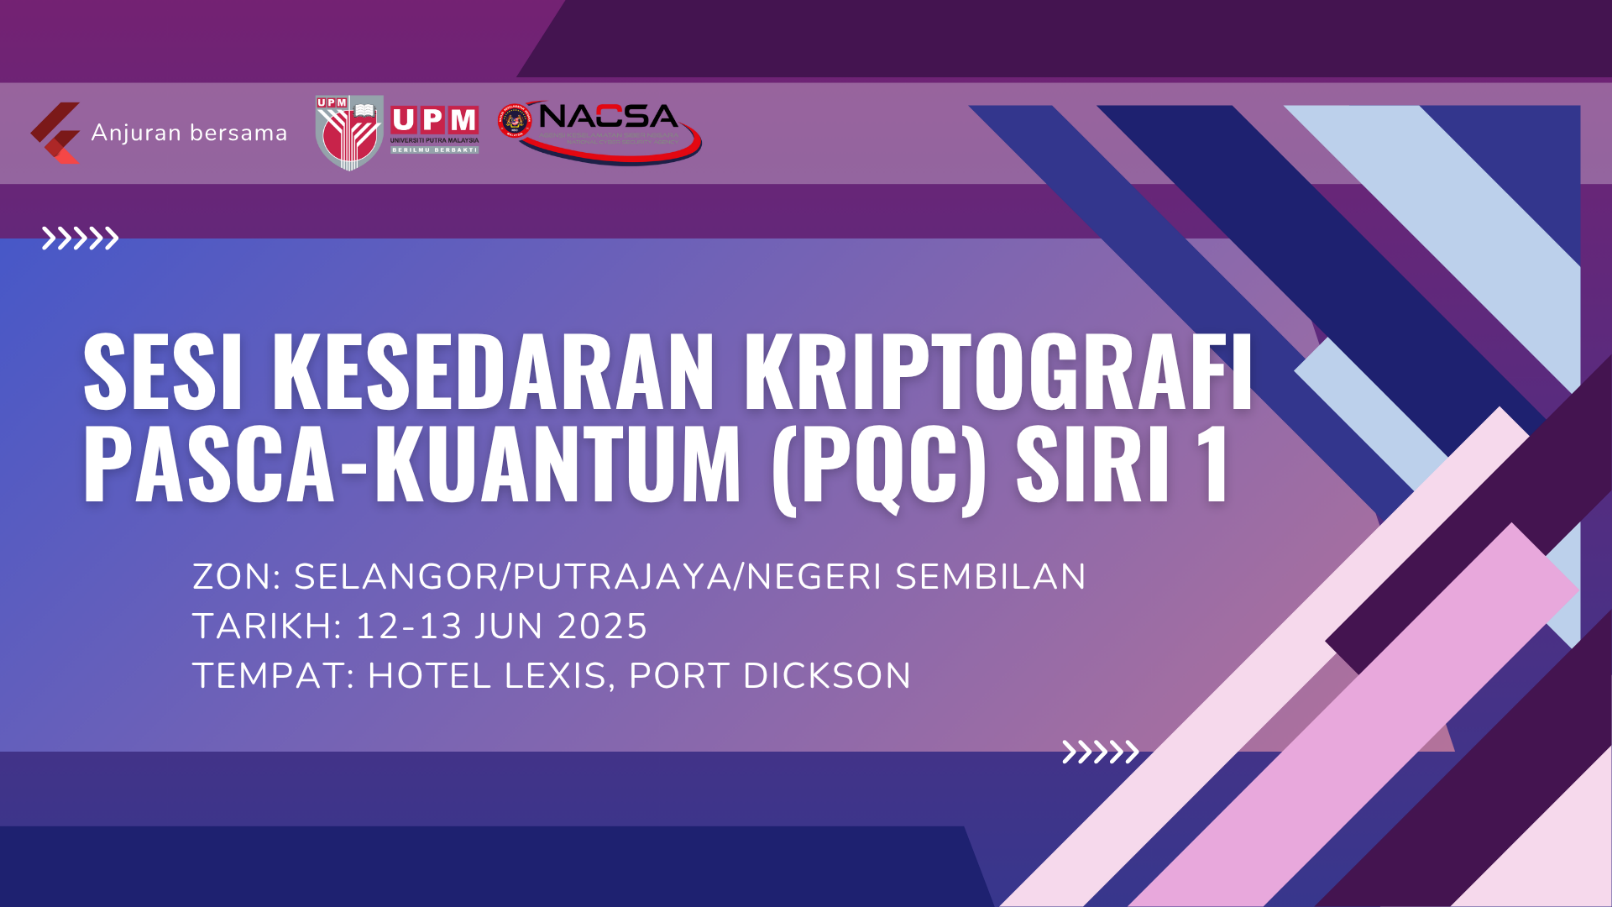 Anjuran bersama
UPM
UPM
UNIVERSITI PUTRA MALAYSIA
BERILMU BERBAKTI
NACSA
SESI KESEDARAN KRIPTOGRAFI
PASCA-KUANTUM (PQC) SIRI 1
ZON: SELANGOR/PUTRAJAYA/NEGERI SEMBILAN
TARIKH: 12-13 JUN 2025
TEMPAT: HOTEL LEXIS, PORT DICKSON